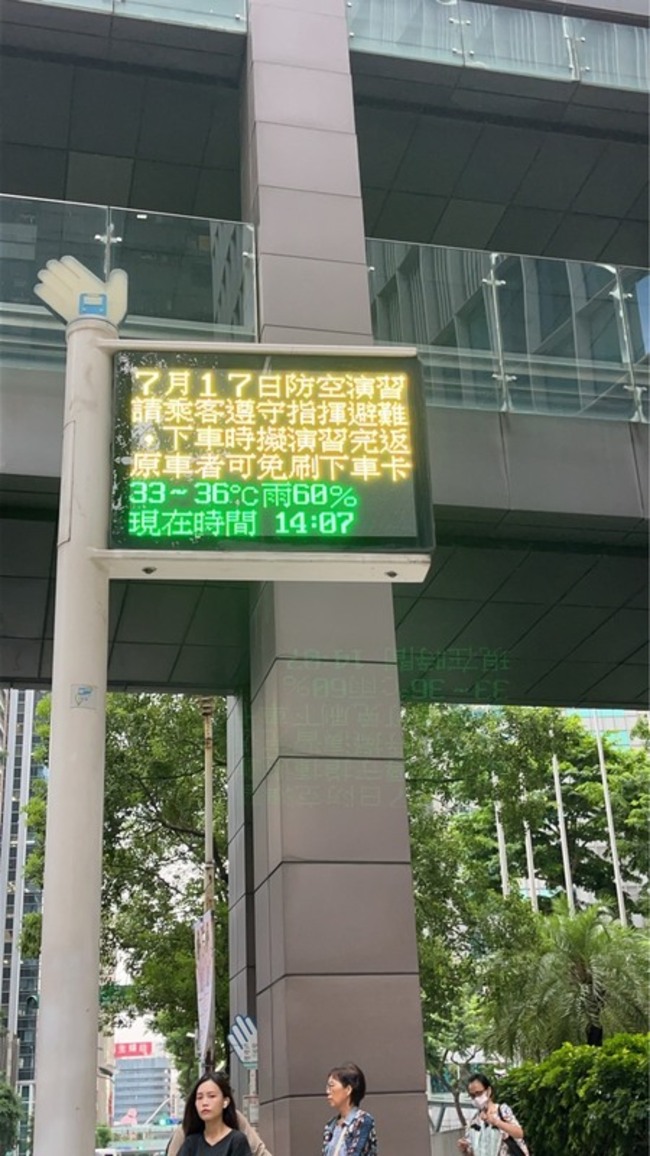 7月17日防空演習
請乘客遵守指揮避難
，下車時擬演習完返
原車者可免刷下車卡
33~36°C雨60%
現在時間 14:07